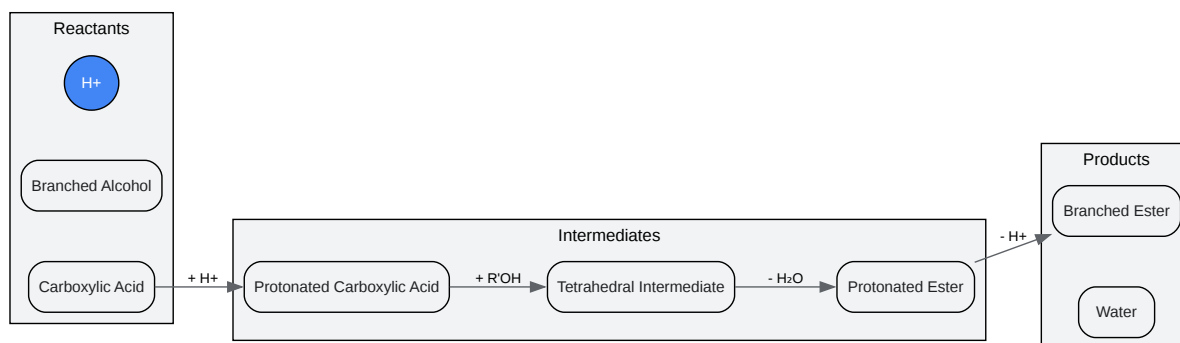 Reactants
H+
Branched Alcohol
Carboxylic Acid
+ H+
Intermediates
Protonated Carboxylic Acid
+ R'OH
Tetrahedral Intermediate
- H₂O
Protonated Ester
- H+
Products
Branched Ester
Water